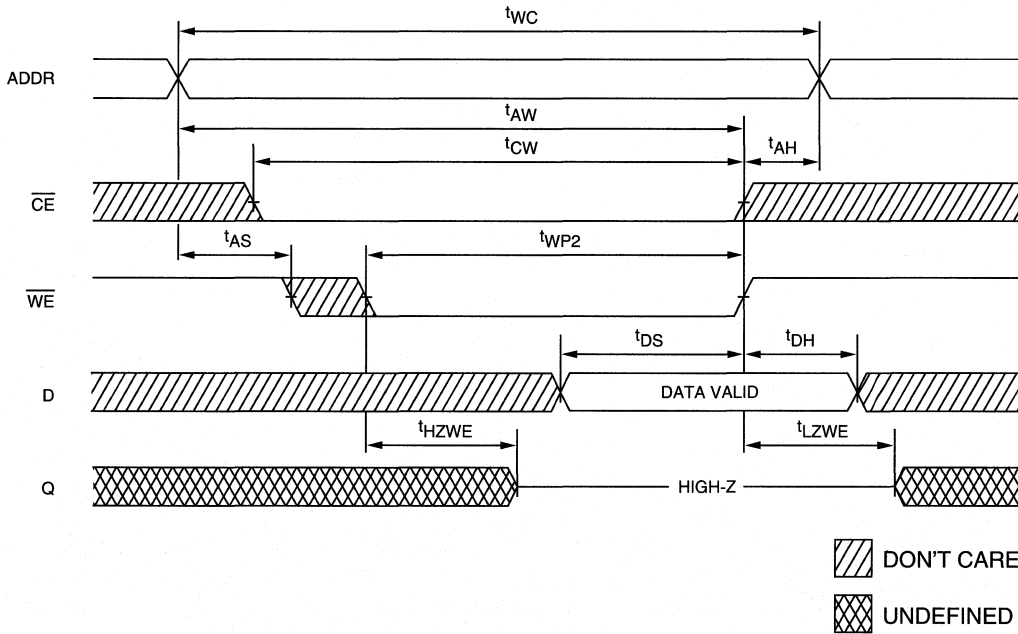 tWC
ADDR
tAW
tCW
tAH
CE
tAS
tWP2
WE
tDS
tDH
D
DATA VALID
tHZWE
tLZWE
Q
HIGH-Z
DON'T CARE
UNDEFINED